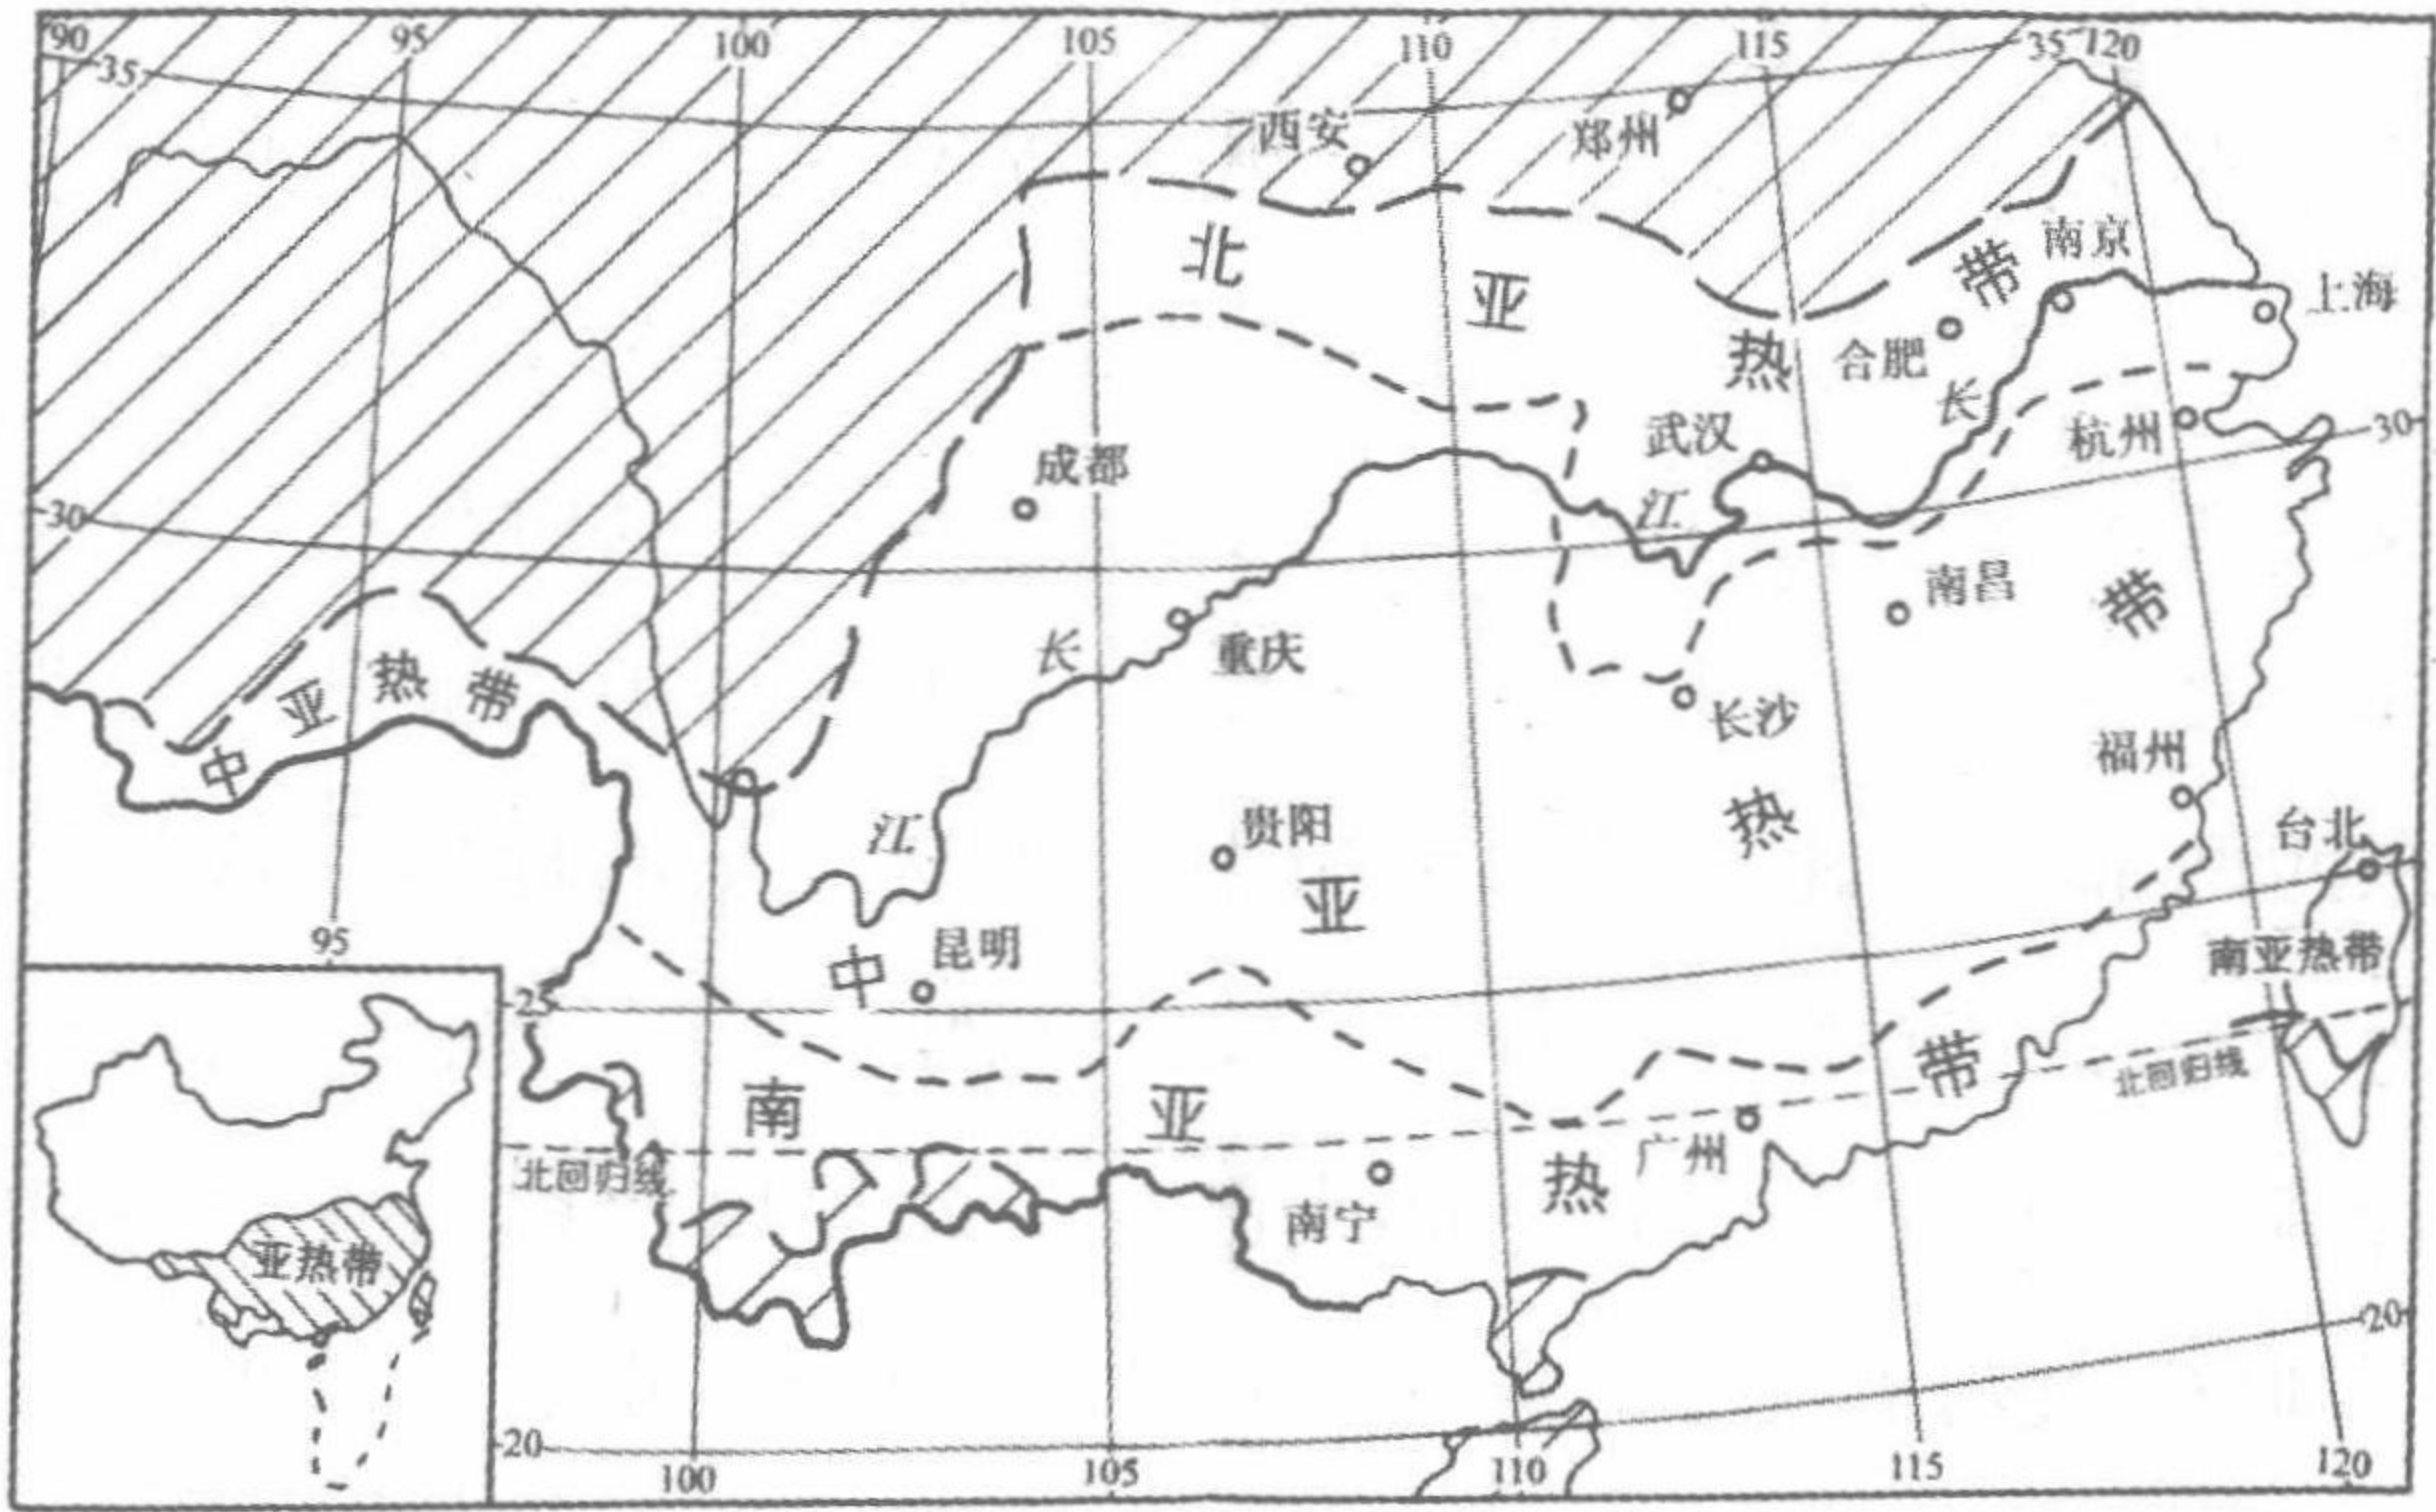 90 95 100 105 110 115 35 120
35
西安
郑州
北亚热带
南京
上海
合肥
长江
武汉
杭州
30
成都
30
南昌
长江
重庆
长沙
中亚热带
福州
台北
贵阳
昆明
中亚热带
95
25
南亚热带
南亚热带
北回归线
广州
北回归线
南宁
亚热带
20
20
100 105 110 115 120